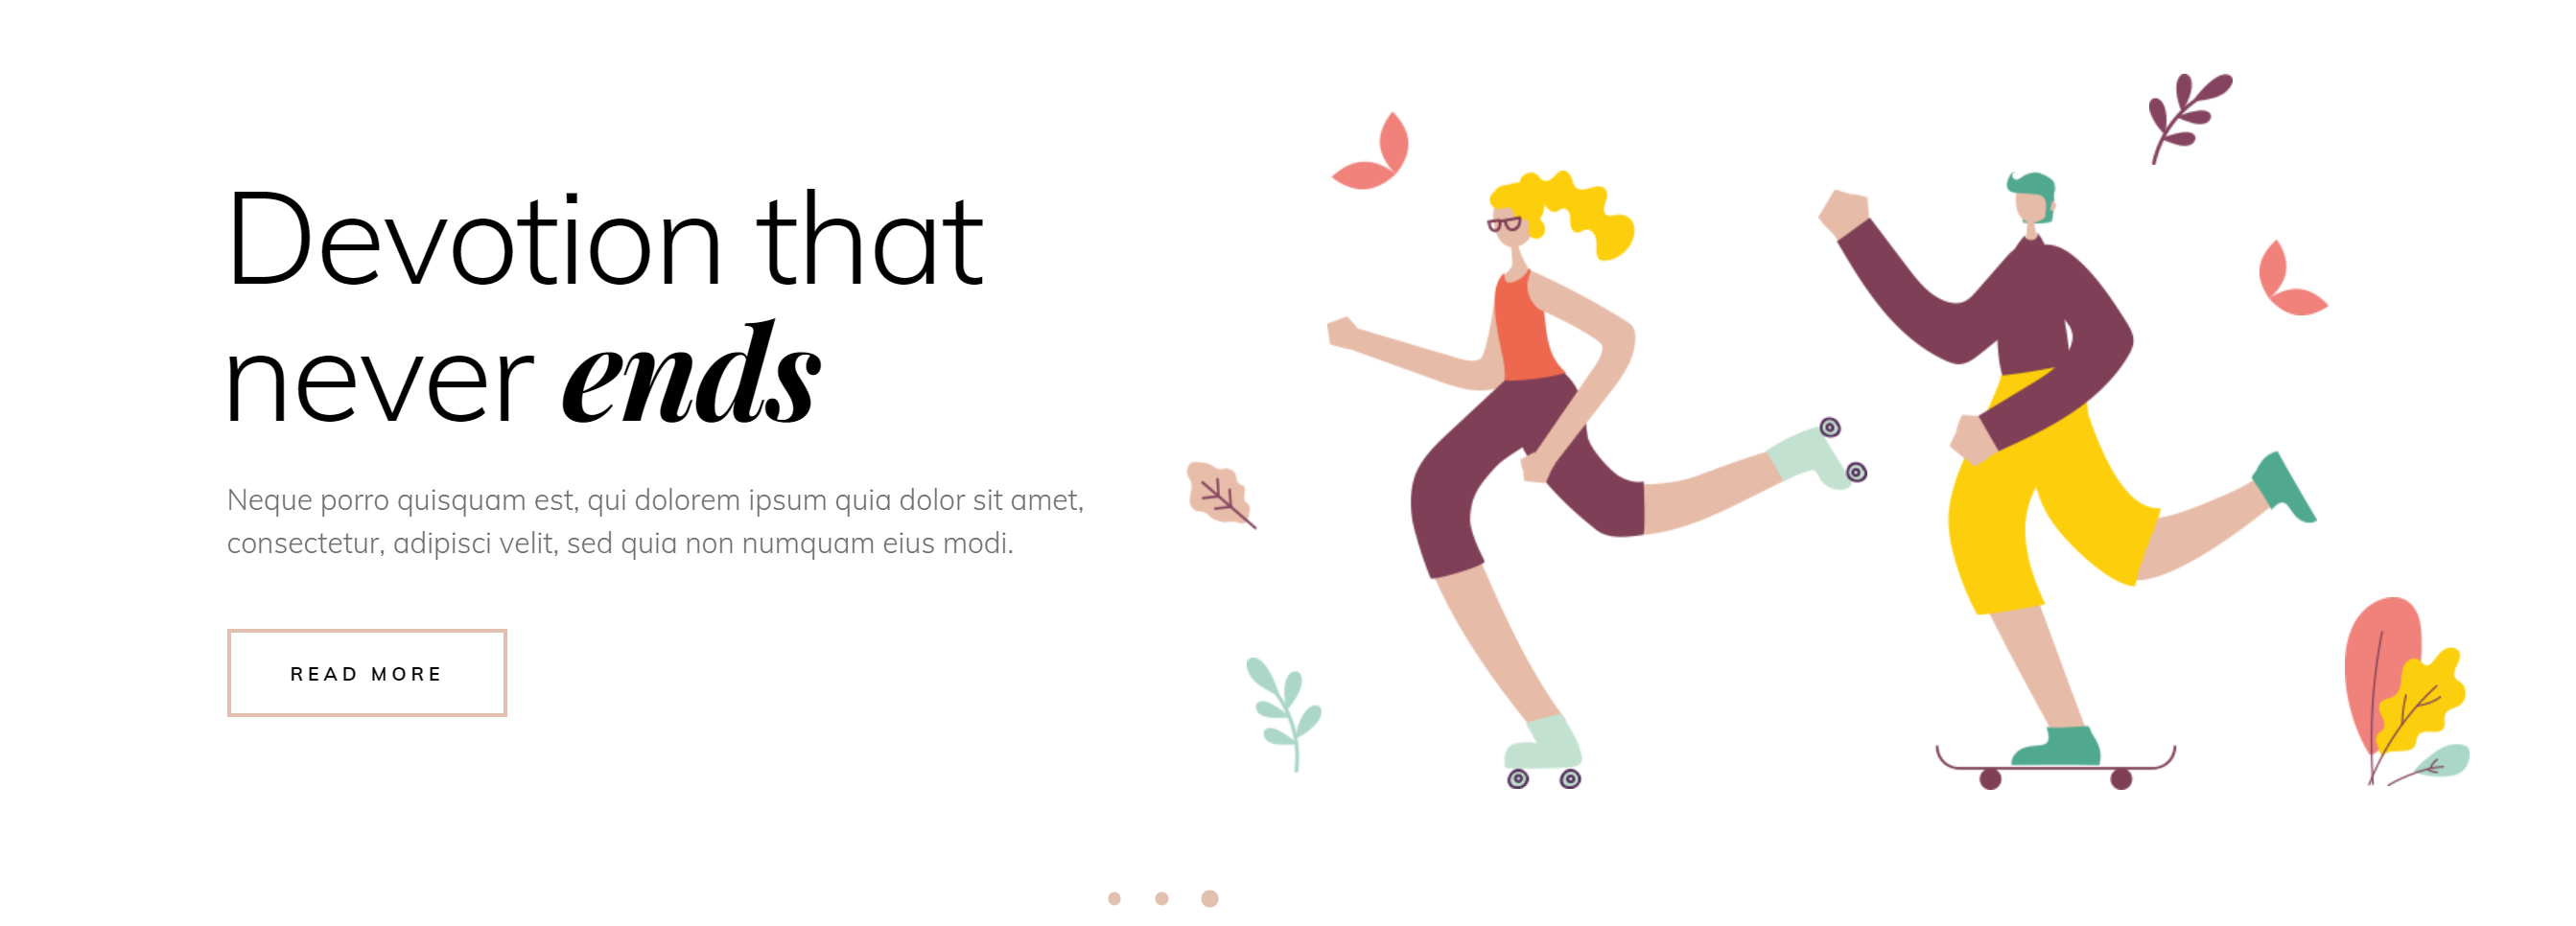 Devotion that
never ends
Neque porro quisquam est, qui dolorem ipsum quia dolor sit amet,
consectetur, adipisci velit, sed quia non numquam eius modi.
READ MORE